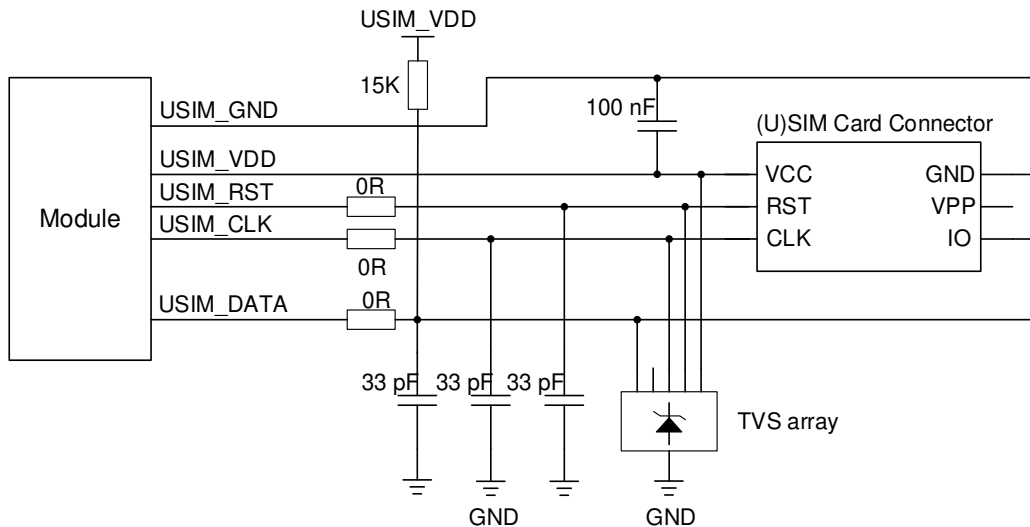 USIM_VDD
15K
USIM_GND
100 nF
(U)SIM Card Connector
USIM_VDD
VCC
GND
USIM_RST
0R
RST
VPP
Module
USIM_CLK
CLK
IO
0R
USIM_DATA
0R
33 pF
33 pF
33 pF
TVS array
GND
GND